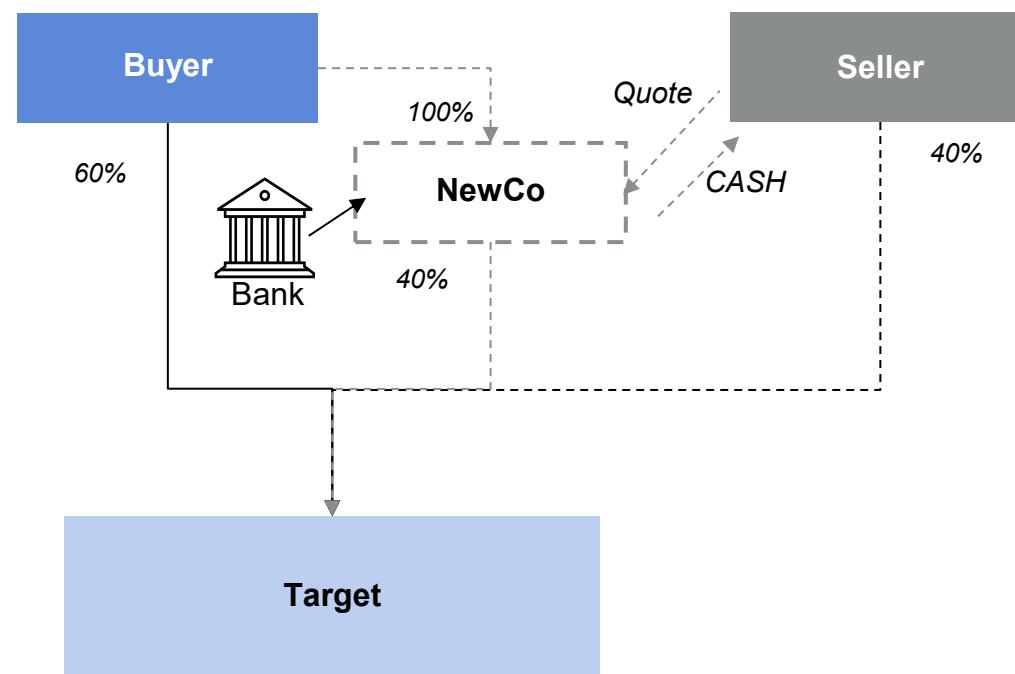 Buyer
Seller
Quote
100%
60%
40%
NewCo
CASH
40%
Bank
Target